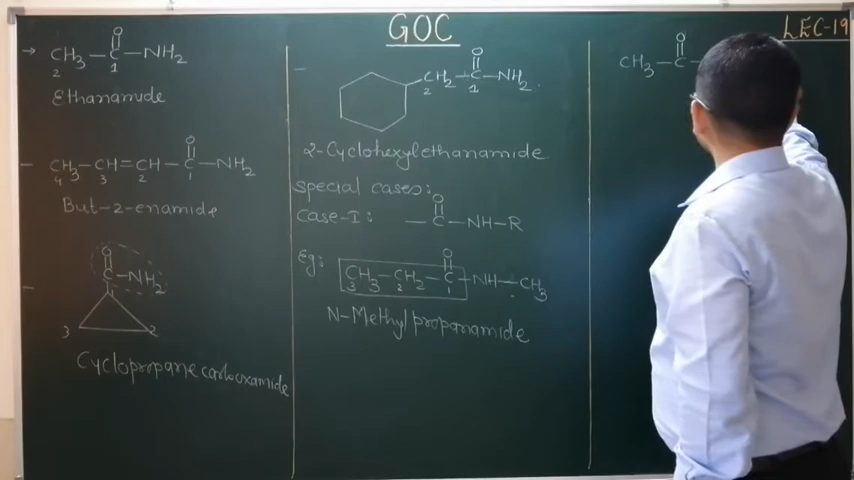 GOC
LEC-19
→ CH3 – C – NH2
O
2 1
Ethanamide
– CH3 – CH = CH – C – NH2
O
4 3 2 1
But-2-enamide
– C – NH2
O
3 2
Cyclopropane carboxamide
– CH2 – C – NH2
O
2 1
2-Cyclohexylethanamide
special cases:
Case-I: – C – NH – R
O
Eg: CH3 – CH2 – C – NH – CH3
O
3 2 1
N-Methylpropanamide
CH3 – C –
O